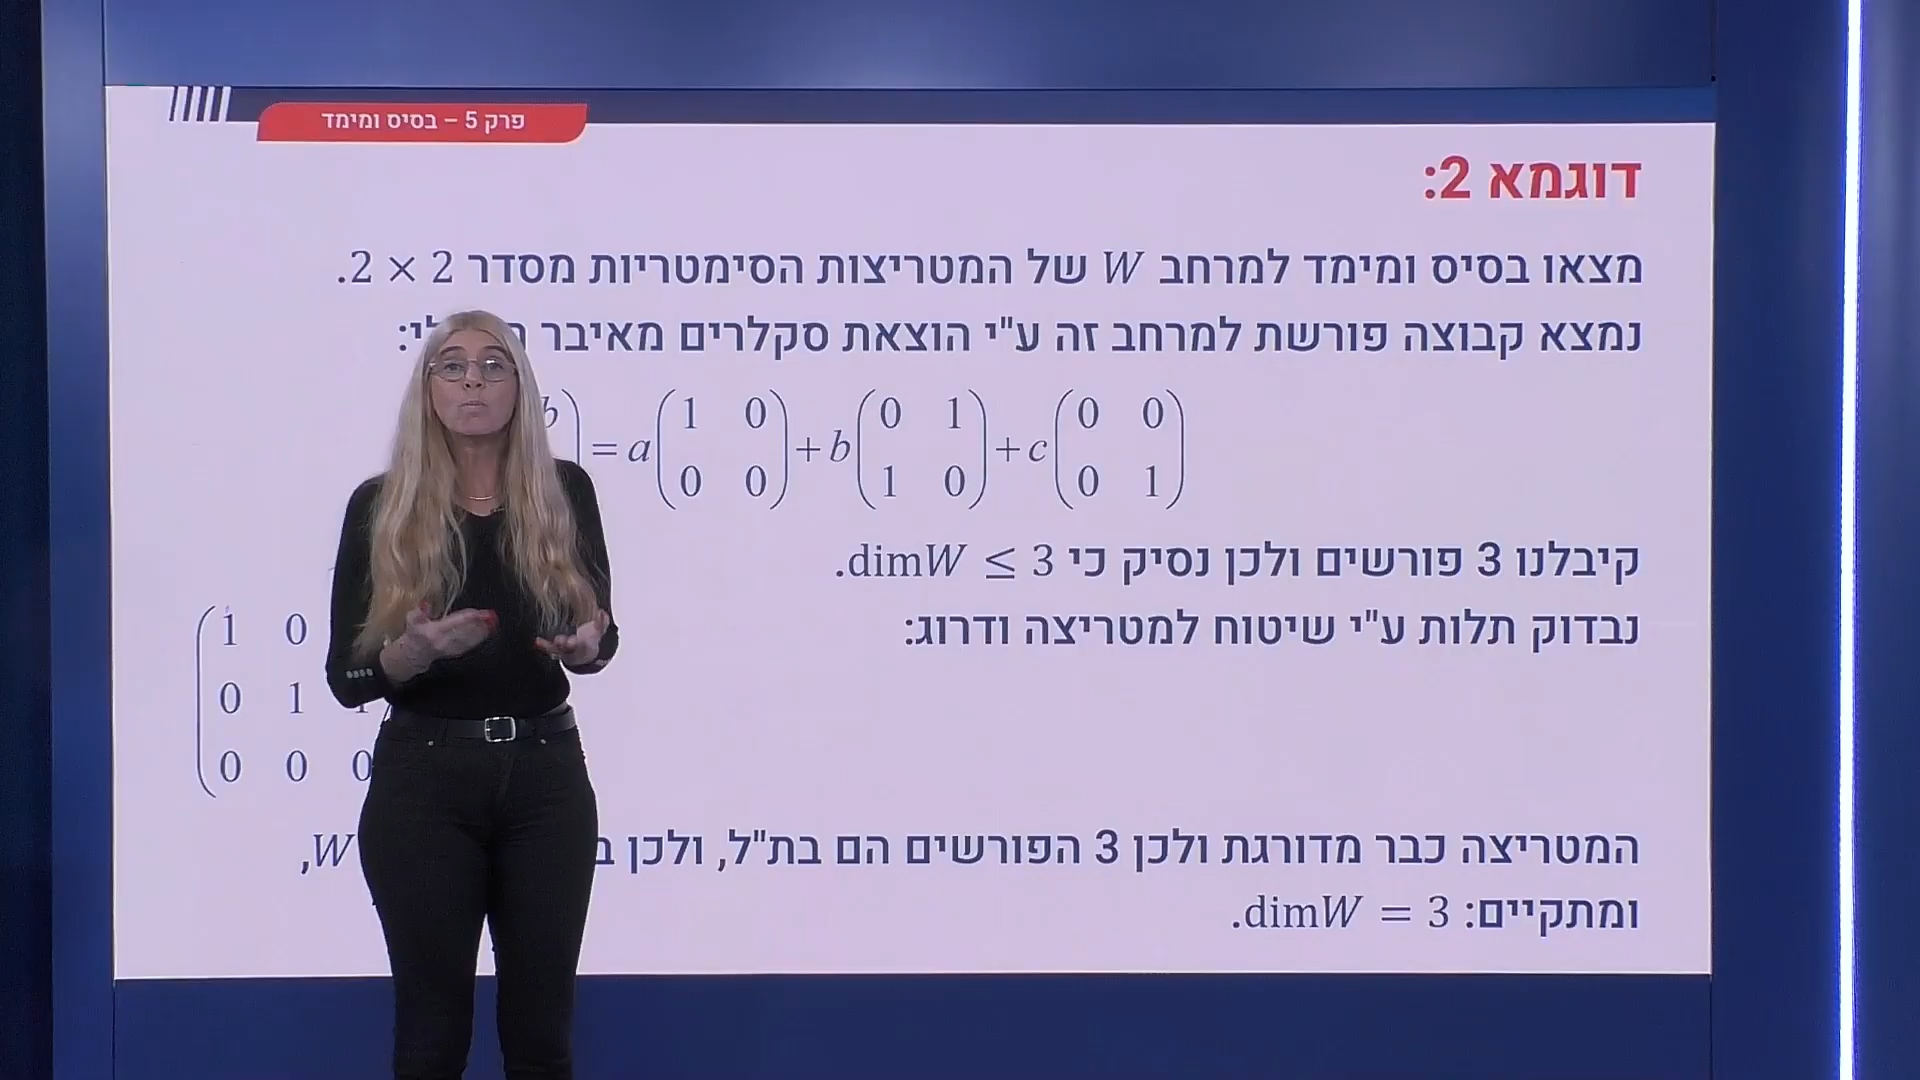 פרק 5 – בסיס ומימד
דוגמא 2:
מצאו בסיס ומימד למרחב W של המטריצות הסימטריות מסדר 2 × 2.
נמצא קבוצה פורשת למרחב זה ע"י הוצאת סקלרים מאיבר
b) = a(1 0) + b(0 1) + c(0 0)
(0 0) (1 0) (0 1)
קיבלנו 3 פורשים ולכן נסיק כי dimW ≤ 3.
נבדוק תלות ע"י שיטוח למטריצה ודרוג:
1 0
0 1
0 0 0
המטריצה כבר מדורגת ולכן 3 הפורשים הם בת"ל, ולכן W,
ומתקיים: dimW = 3.